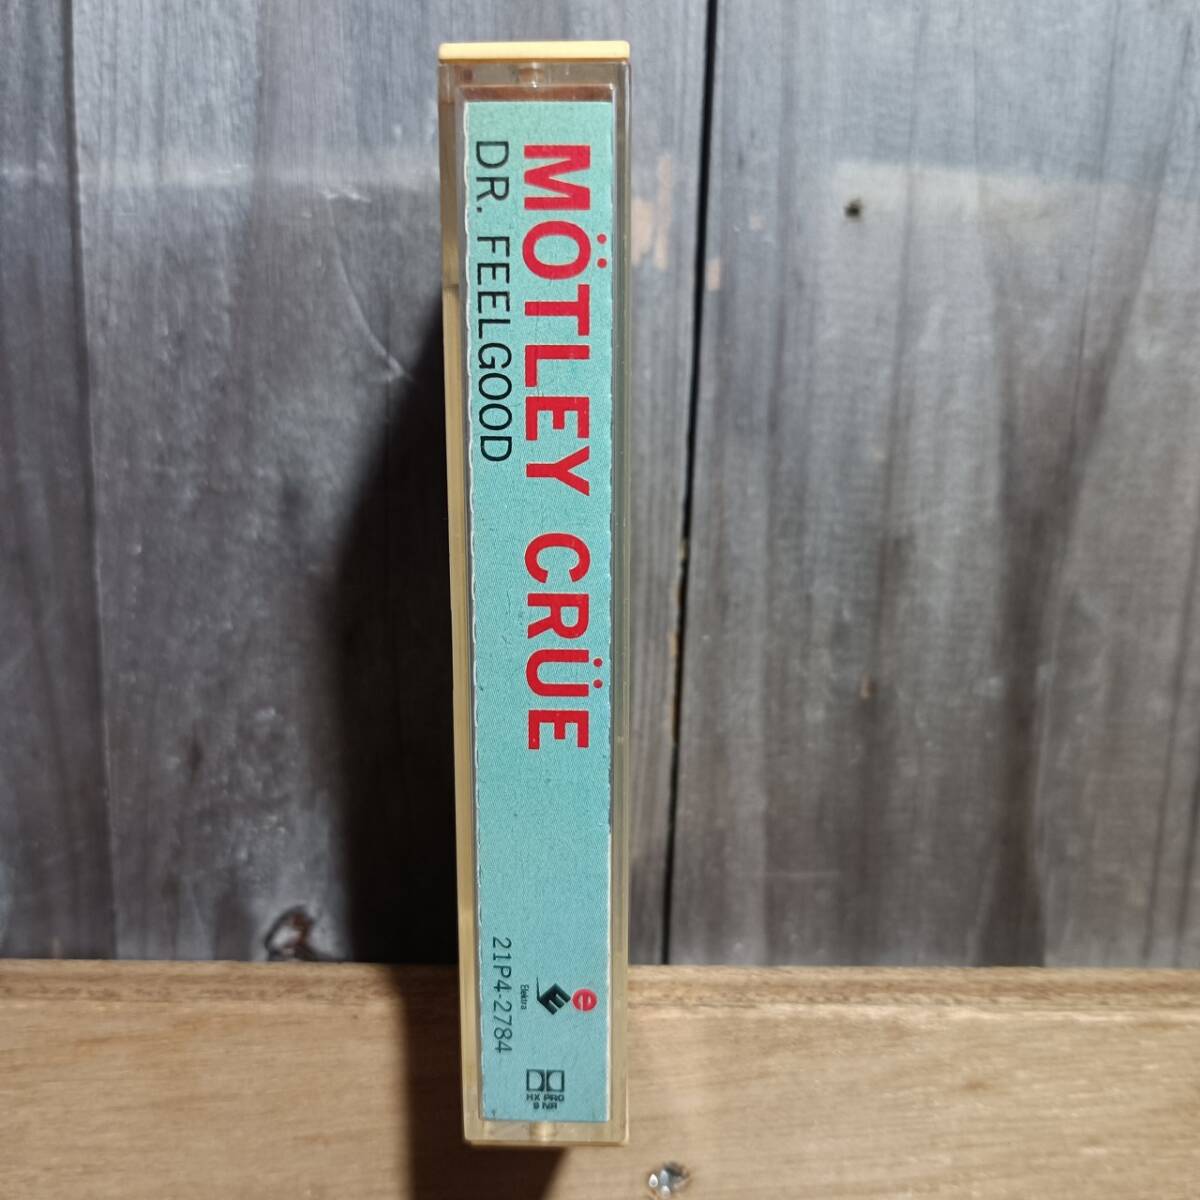 MÖTLEY CRÜE
DR. FEELGOOD
e
Elektra
21P4-2784
HX PRO
B NR